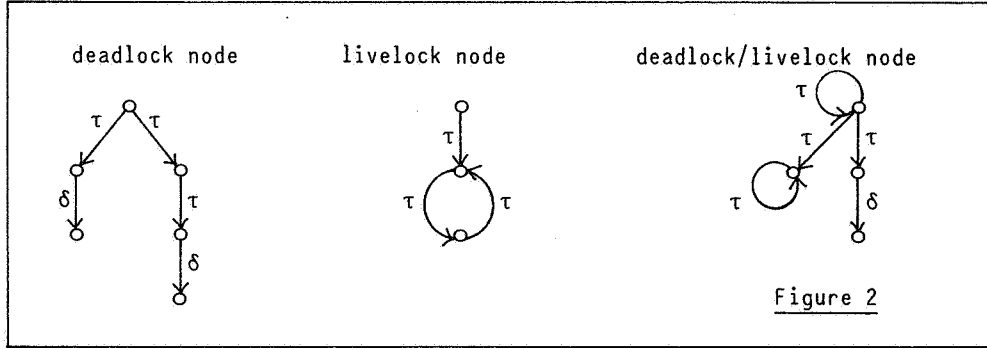 deadlock node
livelock node
deadlock/livelock node
τ τ
δ τ
δ
τ
τ τ
τ
τ τ
τ δ
Figure 2